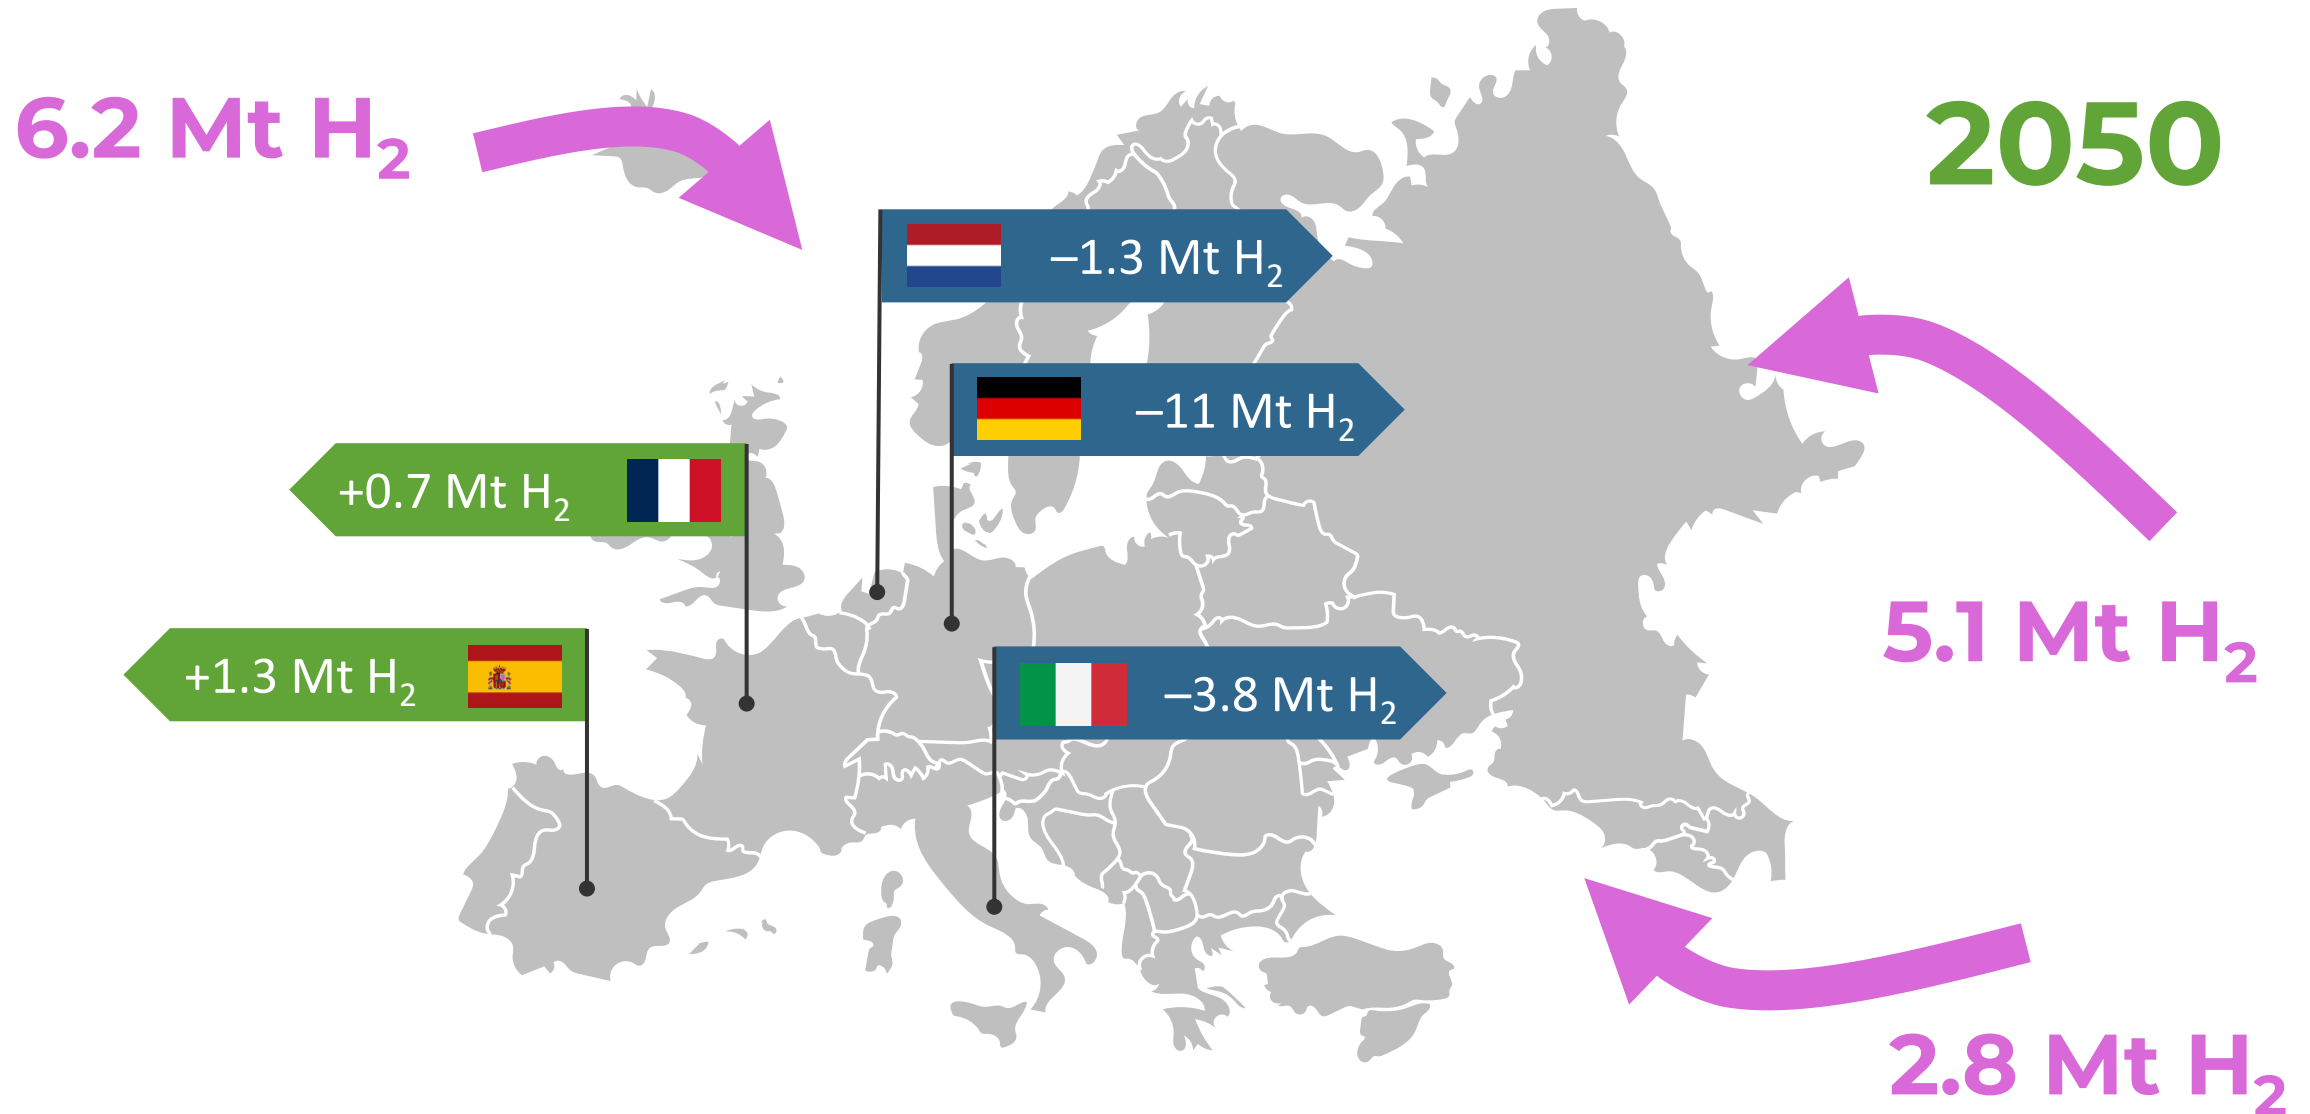 6.2 Mt H₂
2050
–1.3 Mt H₂
–11 Mt H₂
+0.7 Mt H₂
5.1 Mt H₂
+1.3 Mt H₂
–3.8 Mt H₂
2.8 Mt H₂